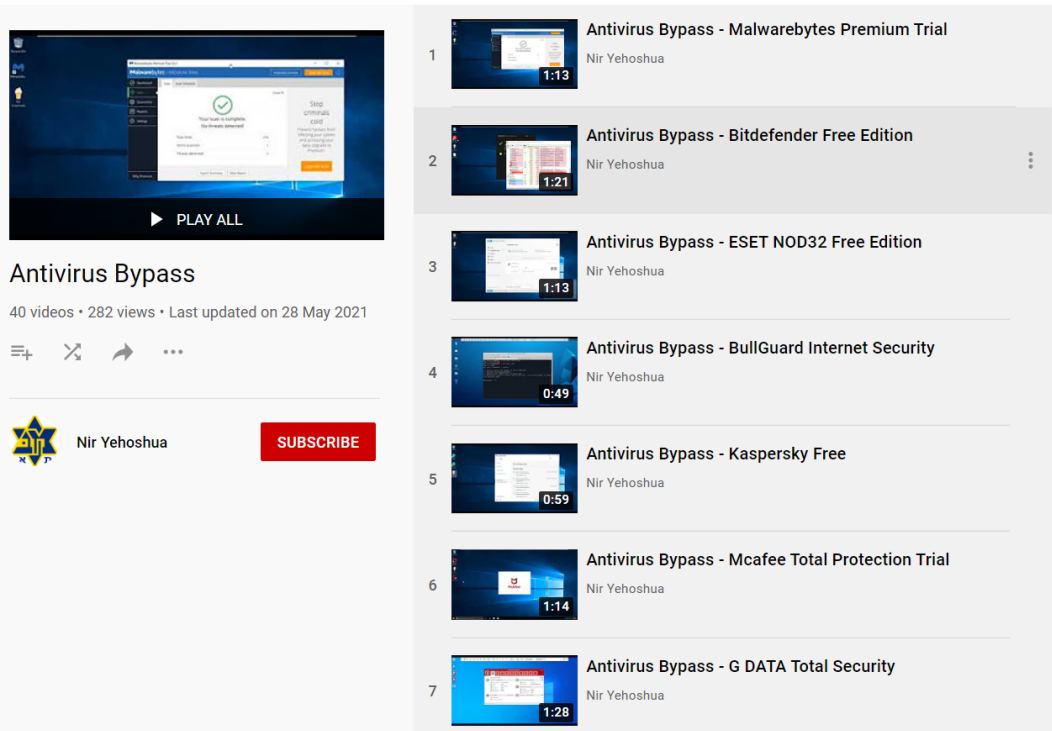 PLAY ALL
Antivirus Bypass
40 videos • 282 views • Last updated on 28 May 2021
Nir Yehoshua
SUBSCRIBE
1
Antivirus Bypass - Malwarebytes Premium Trial
Nir Yehoshua
1:13
2
Antivirus Bypass - Bitdefender Free Edition
Nir Yehoshua
1:21
3
Antivirus Bypass - ESET NOD32 Free Edition
Nir Yehoshua
1:13
4
Antivirus Bypass - BullGuard Internet Security
Nir Yehoshua
0:49
5
Antivirus Bypass - Kaspersky Free
Nir Yehoshua
0:59
6
Antivirus Bypass - Mcafee Total Protection Trial
Nir Yehoshua
1:14
7
Antivirus Bypass - G DATA Total Security
Nir Yehoshua
1:28